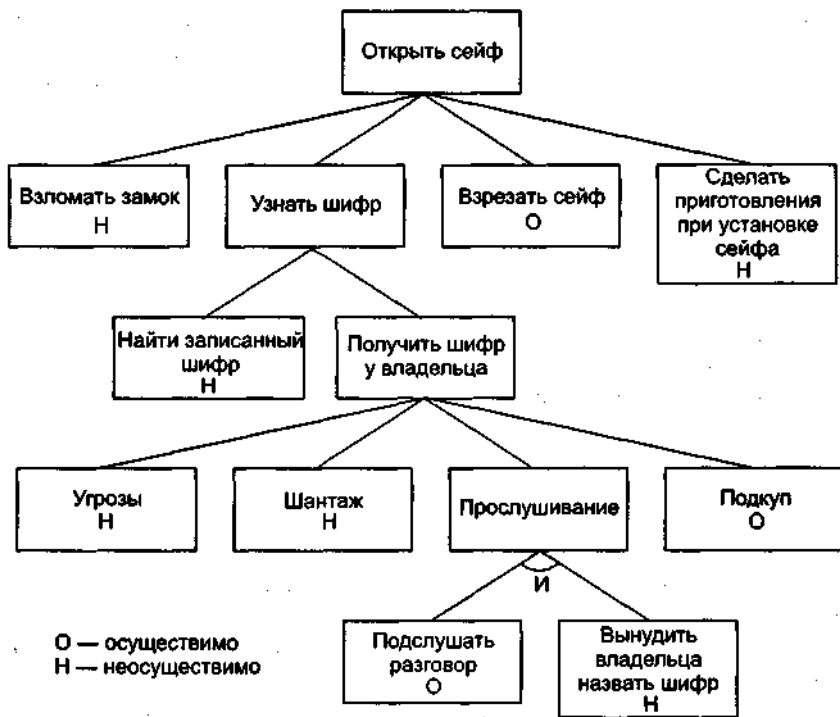 Открыть сейф
Взломать замок
Н
Узнать шифр
Взрезать сейф
О
Сделать
приготовления
при установке
сейфа
Н
Найти записанный
шифр
Н
Получить шифр
у владельца
Угрозы
Н
Шантаж
Н
Прослушивание
Подкуп
О
И
О — осуществимо
Н — неосуществимо
Подслушать
разговор
О
Вынудить
владельца
назвать шифр
Н